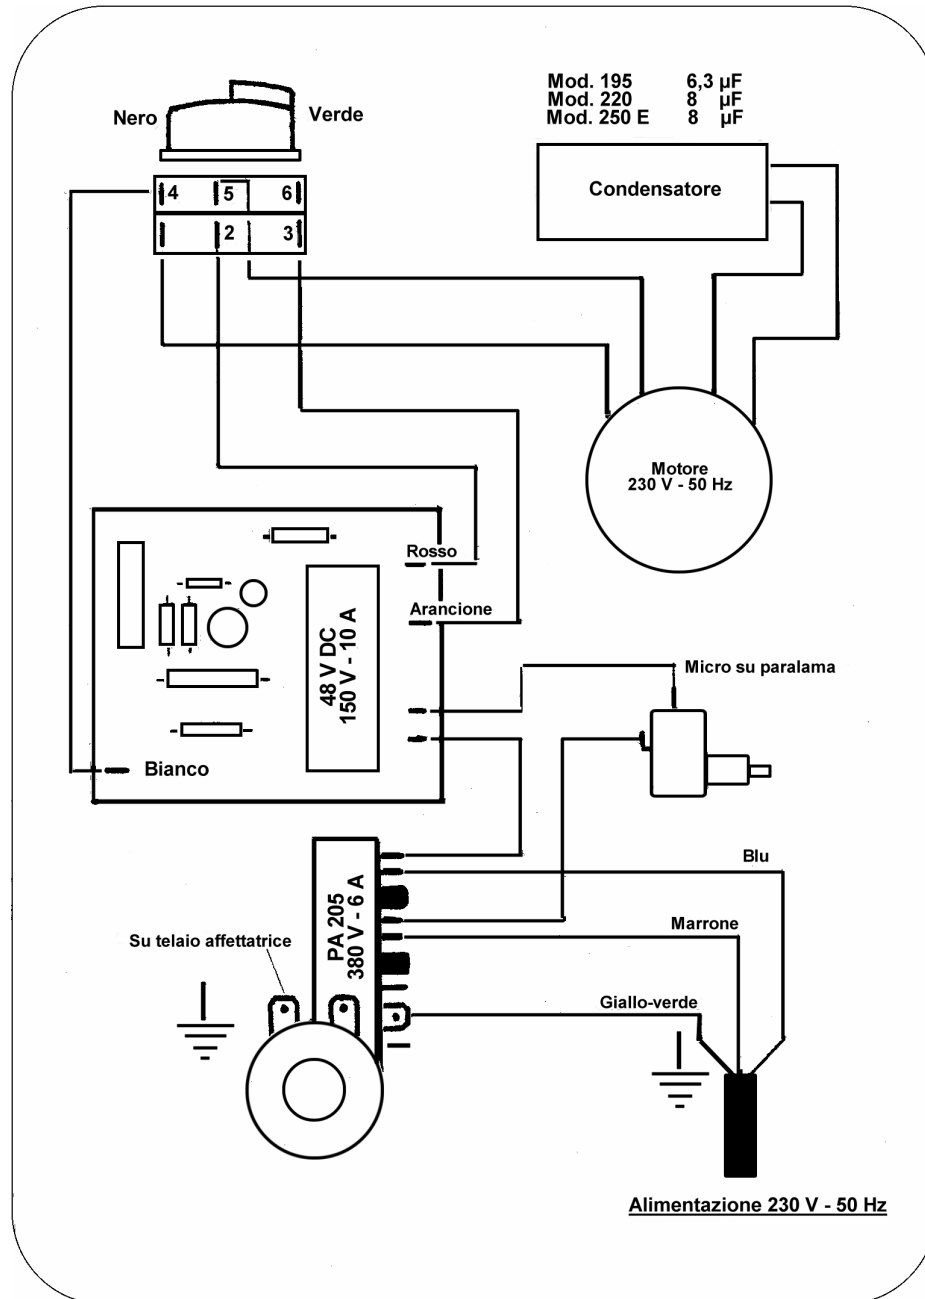 Mod. 195 6,3 µF
Mod. 220 8 µF
Mod. 250 E 8 µF
Nero
Verde
Condensatore
4 5 6
2 3
Motore
230 V - 50 Hz
Rosso
Arancione
48 V DC
150 V - 10 A
Micro su paralama
Bianco
Blu
PA 205
380 V - 6 A
Marrone
Su telaio affettatrice
Giallo-verde
Alimentazione 230 V - 50 Hz